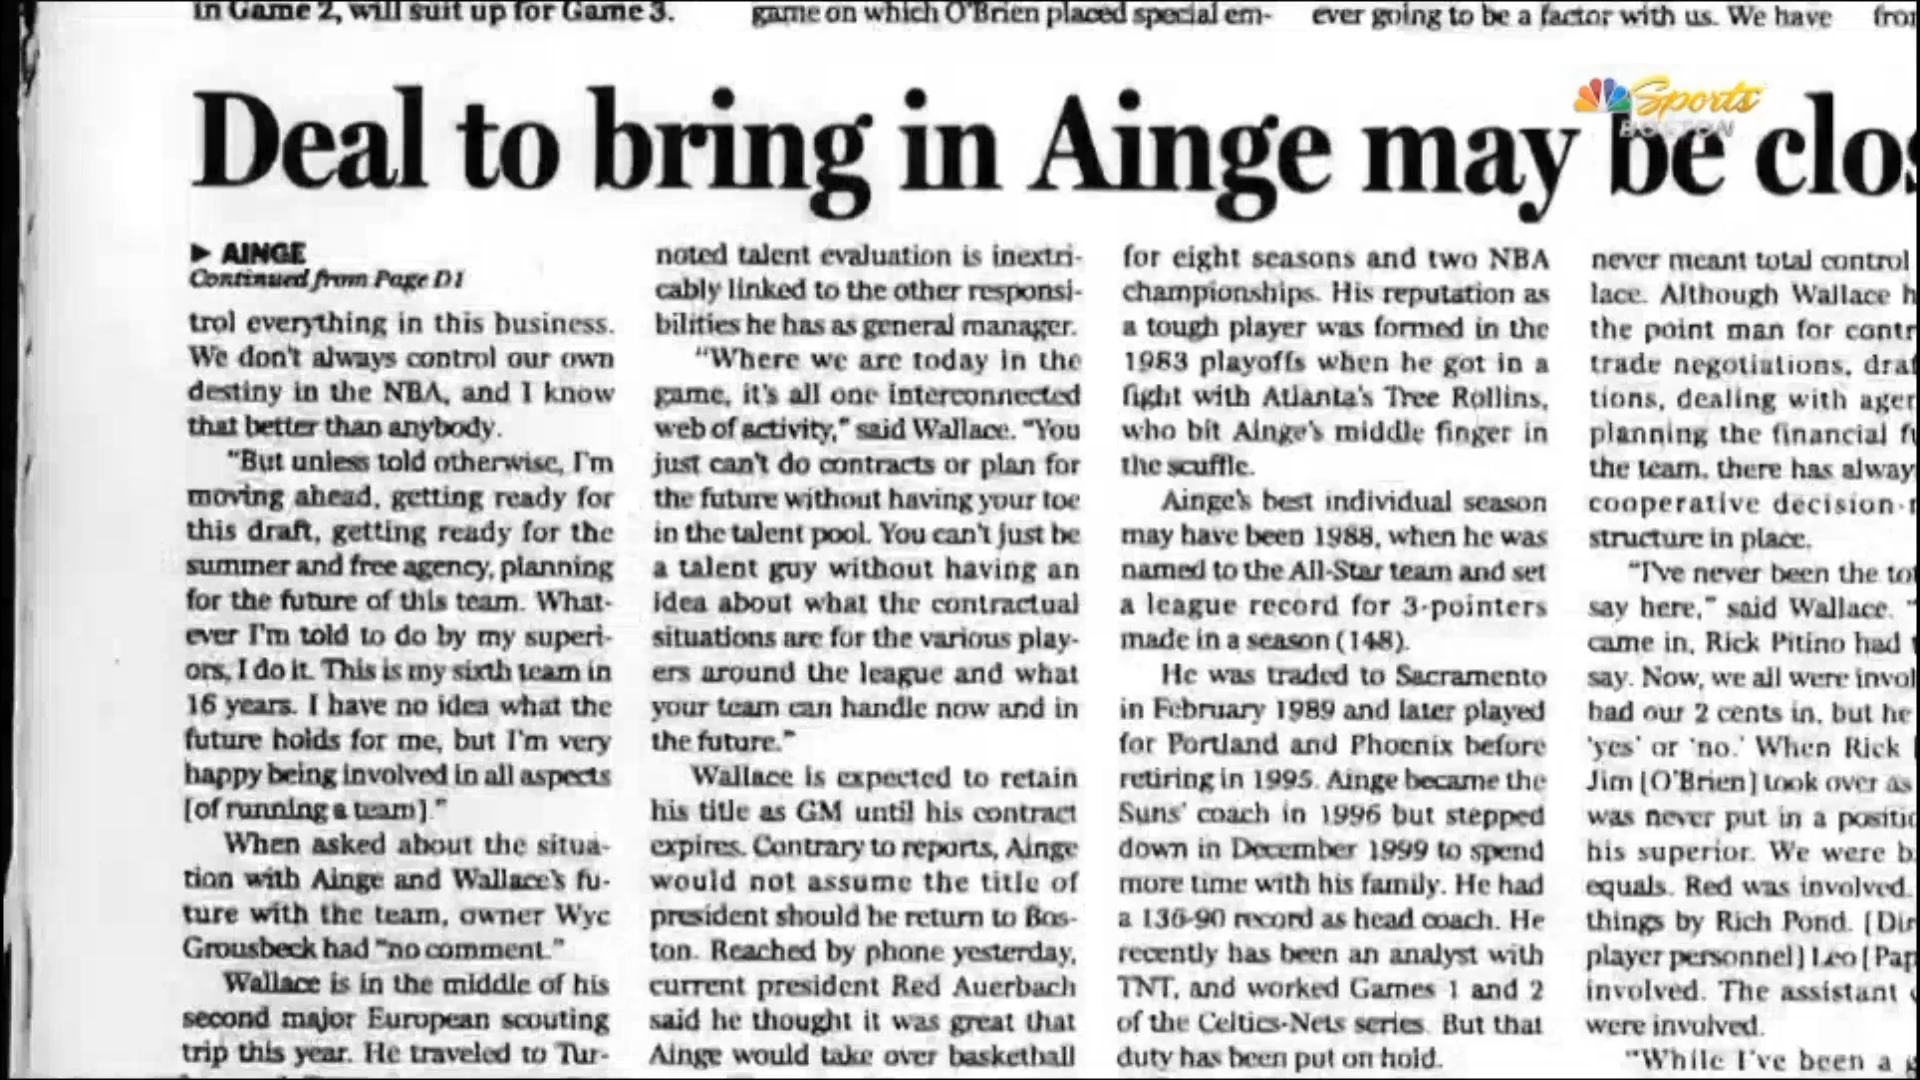 in Game 2, will suit up for Game 3.
game on which O'Brien placed special em-
ever going to be a factor with us. We have
Sports
BOSTON
Deal to bring in Ainge may be clos
► AINGE
Continued from Page D1
trol everything in this business.
We don't always control our own
destiny in the NBA, and I know
that better than anybody.
"But unless told otherwise, I'm
moving ahead, getting ready for
this draft, getting ready for the
summer and free agency, planning
for the future of this team. What-
ever I'm told to do by my superi-
ors, I do it. This is my sixth team in
16 years. I have no idea what the
future holds for me, but I'm very
happy being involved in all aspects
[of running a team]."
When asked about the situa-
tion with Ainge and Wallace's fu-
ture with the team, owner Wyc
Grousbeck had "no comment."
Wallace is in the middle of his
second major European scouting
trip this year. He traveled to Tur-
noted talent evaluation is inextri-
cably linked to the other responsi-
bilities he has as general manager.
"Where we are today in the
game, it's all one interconnected
web of activity," said Wallace. "You
just can't do contracts or plan for
the future without having your toe
in the talent pool. You can't just be
a talent guy without having an
idea about what the contractual
situations are for the various play-
ers around the league and what
your team can handle now and in
the future."
Wallace is expected to retain
his title as GM until his contract
expires. Contrary to reports, Ainge
would not assume the title of
president should he return to Bos-
ton. Reached by phone yesterday,
current president Red Auerbach
said he thought it was great that
Ainge would take over basketball
for eight seasons and two NBA
championships. His reputation as
a tough player was formed in the
1983 playoffs when he got in a
fight with Atlanta's Tree Rollins,
who bit Ainge's middle finger in
the scuffle.
Ainge's best individual season
may have been 1988, when he was
named to the All-Star team and set
a league record for 3-pointers
made in a season (148).
He was traded to Sacramento
in February 1989 and later played
for Portland and Phoenix before
retiring in 1995. Ainge became the
Suns' coach in 1996 but stepped
down in December 1999 to spend
more time with his family. He had
a 136-90 record as head coach. He
recently has been an analyst with
TNT, and worked Games 1 and 2
of the Celtics-Nets series. But that
duty has been put on hold.
never meant total control
lace. Although Wallace h
the point man for contr
trade negotiations, draf
tions, dealing with agen
planning the financial fu
the team, there has alway
cooperative decision-
structure in place.
"I've never been the to
say here," said Wallace. "
came in, Rick Pitino had
say. Now, we all were invol
had our 2 cents in, but he
'yes' or 'no.' When Rick
Jim [O'Brien] took over as
was never put in a positio
his superior. We were b
equals. Red was involved.
things by Rich Pond. [Dir
player personnel] Leo [Pap
involved. The assistant
were involved.
"While I've been a g